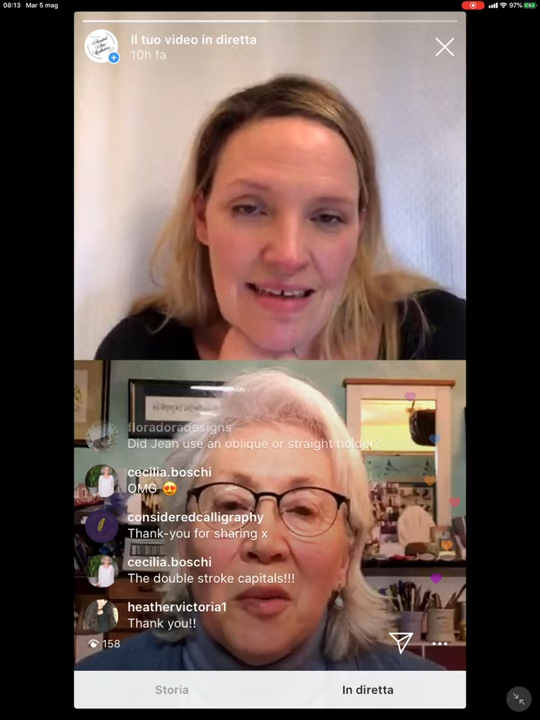 08:13 Mar 5 mag
97%
Il tuo video in diretta
10h fa
floradoradesigns
Did Jean use an oblique or straight holder?
cecilia.boschi
OMG 😍
consideredcalligraphy
Thank-you for sharing x
cecilia.boschi
The double stroke capitals!!!
heathervictoria1
Thank you!!
158
Storia
In diretta